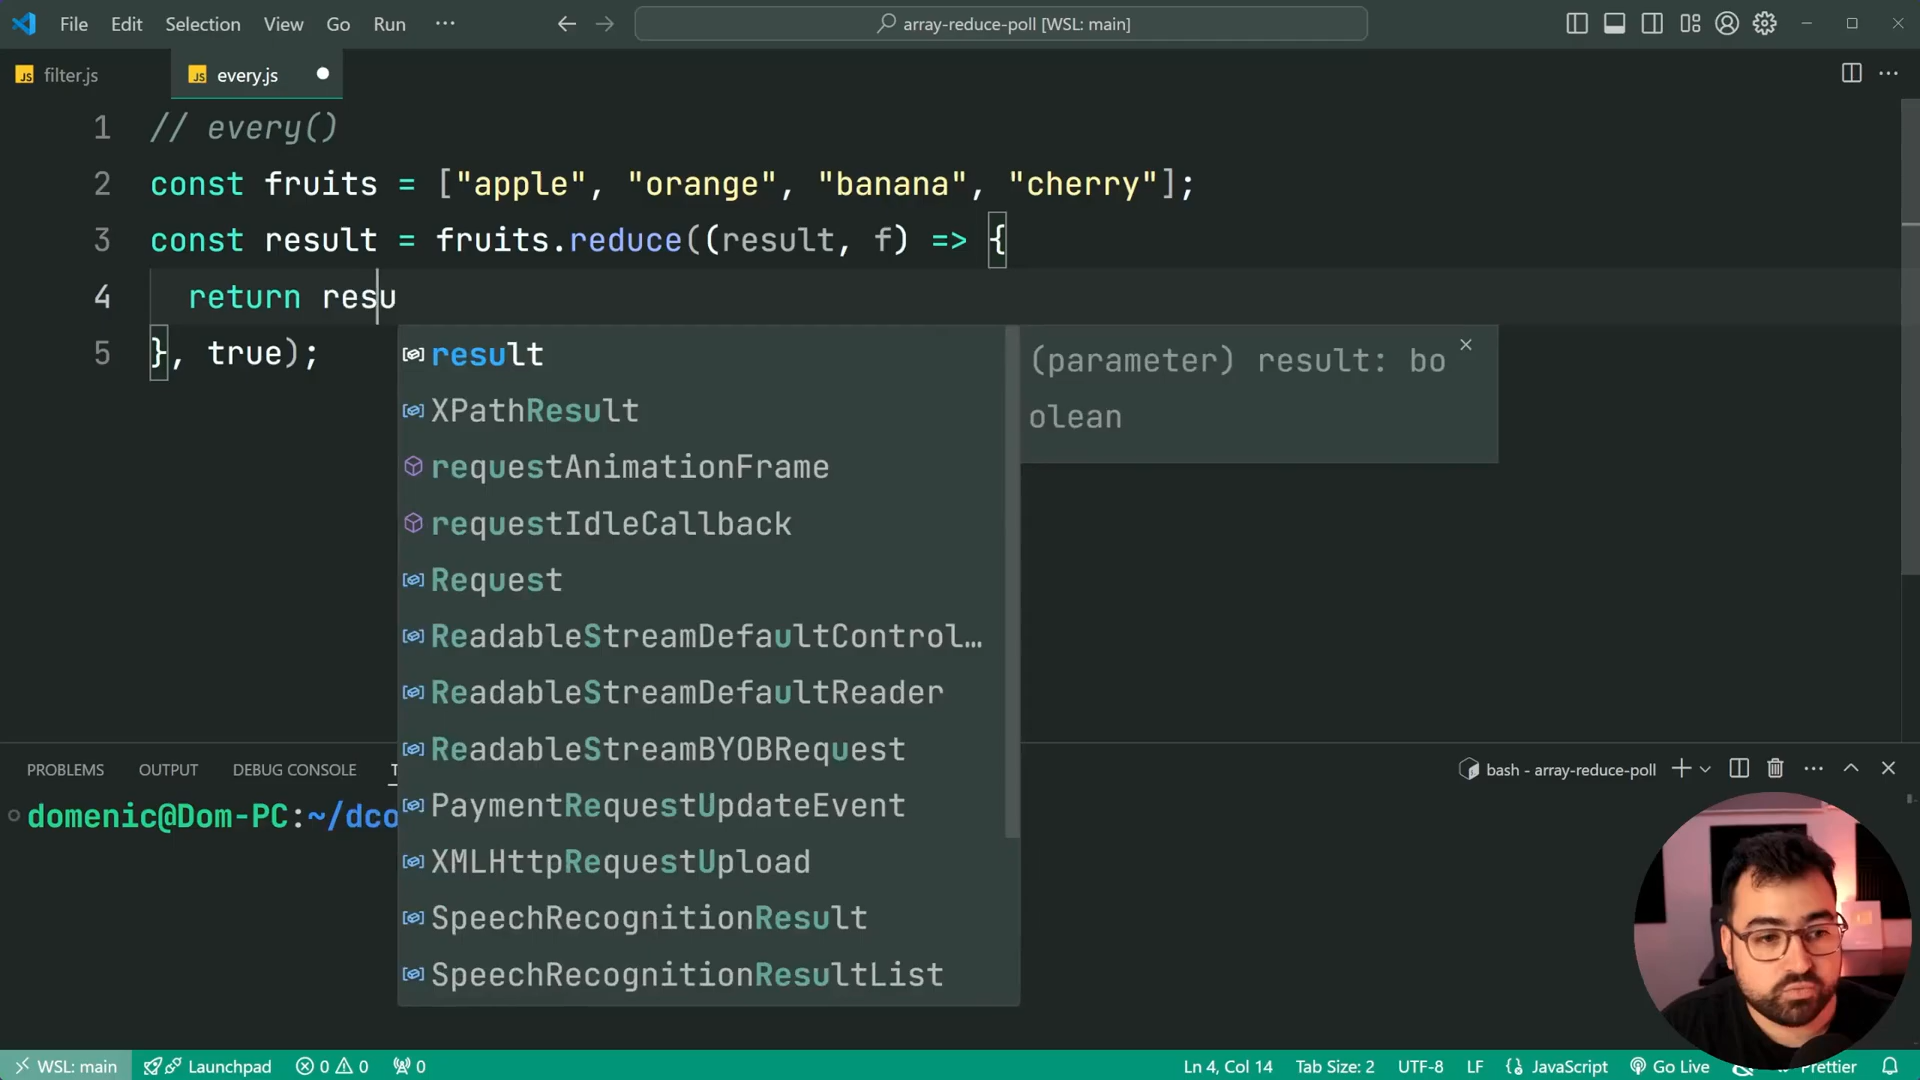 File Edit Selection View Go Run ··· array-reduce-poll [WSL: main]
JS filter.js JS every.js
1 // every()
2 const fruits = ["apple", "orange", "banana", "cherry"];
3 const result = fruits.reduce((result, f) => {
4 return resu
5 }, true);
result
(parameter) result: bo
olean
XPathResult
requestAnimationFrame
requestIdleCallback
Request
ReadableStreamDefaultControl…
ReadableStreamDefaultReader
ReadableStreamBYOBRequest
PaymentRequestUpdateEvent
XMLHttpRequestUpload
SpeechRecognitionResult
SpeechRecognitionResultList
PROBLEMS OUTPUT DEBUG CONSOLE bash - array-reduce-poll
domenic@Dom-PC:~/dco
WSL: main Launchpad 0 0 0 Ln 4, Col 14 Tab Size: 2 UTF-8 LF {} JavaScript Go Live Prettier